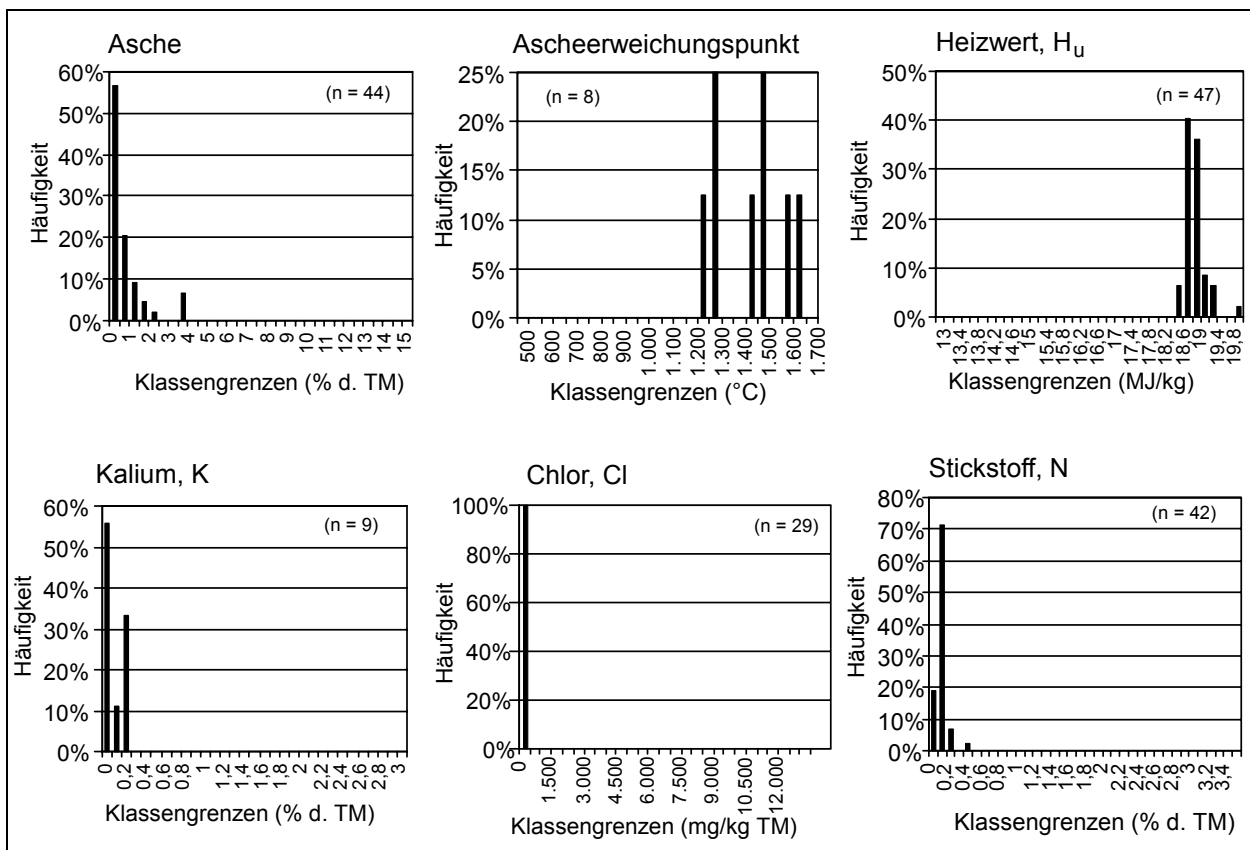 Asche
60%
50%
40%
30%
20%
10%
0%
Häufigkeit
(n = 44)
0 1 2 3 4 5 6 7 8 9 10 11 12 13 14 15
Klassengrenzen (% d. TM)
Ascheerweichungspunkt
25%
20%
15%
10%
5%
0%
Häufigkeit
(n = 8)
500 600 700 800 900 1.000 1.100 1.200 1.300 1.400 1.500 1.600 1.700
Klassengrenzen (°C)
Heizwert, Hu
50%
40%
30%
20%
10%
0%
Häufigkeit
(n = 47)
13 13,4 13,8 14,2 14,6 15 15,4 15,8 16,2 16,6 17 17,4 17,8 18,2 18,6 19 19,4 19,8
Klassengrenzen (MJ/kg)
Kalium, K
60%
50%
40%
30%
20%
10%
0%
Häufigkeit
(n = 9)
0 0,2 0,4 0,6 0,8 1 1,2 1,4 1,6 1,8 2 2,2 2,4 2,6 2,8 3
Klassengrenzen (% d. TM)
Chlor, Cl
100%
80%
60%
40%
20%
0%
Häufigkeit
(n = 29)
0 1.500 3.000 4.500 6.000 7.500 9.000 10.500 12.000
Klassengrenzen (mg/kg TM)
Stickstoff, N
80%
70%
60%
50%
40%
30%
20%
10%
0%
Häufigkeit
(n = 42)
0 0,2 0,4 0,6 0,8 1 1,2 1,4 1,6 1,8 2 2,2 2,4 2,6 2,8 3 3,2 3,4
Klassengrenzen (% d. TM)